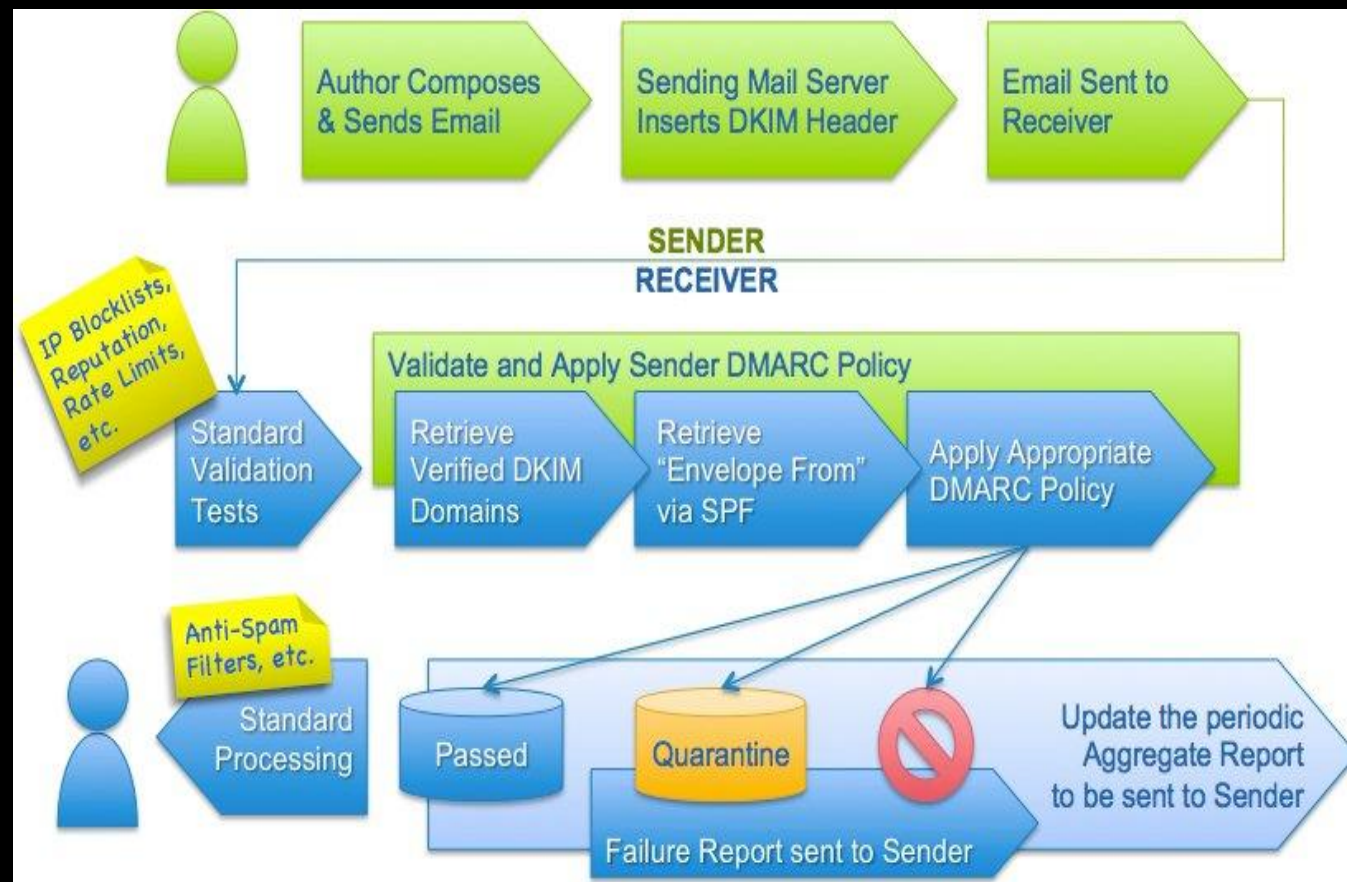 Author Composes
& Sends Email
Sending Mail Server
Inserts DKIM Header
Email Sent to
Receiver
SENDER
RECEIVER
IP Blocklists,
Reputation,
Rate Limits,
etc.
Validate and Apply Sender DMARC Policy
Standard
Validation
Tests
Retrieve
Verified DKIM
Domains
Retrieve
“Envelope From”
via SPF
Apply Appropriate
DMARC Policy
Anti-Spam
Filters, etc.
Standard
Processing
Passed
Quarantine
Update the periodic
Aggregate Report
to be sent to Sender
Failure Report sent to Sender